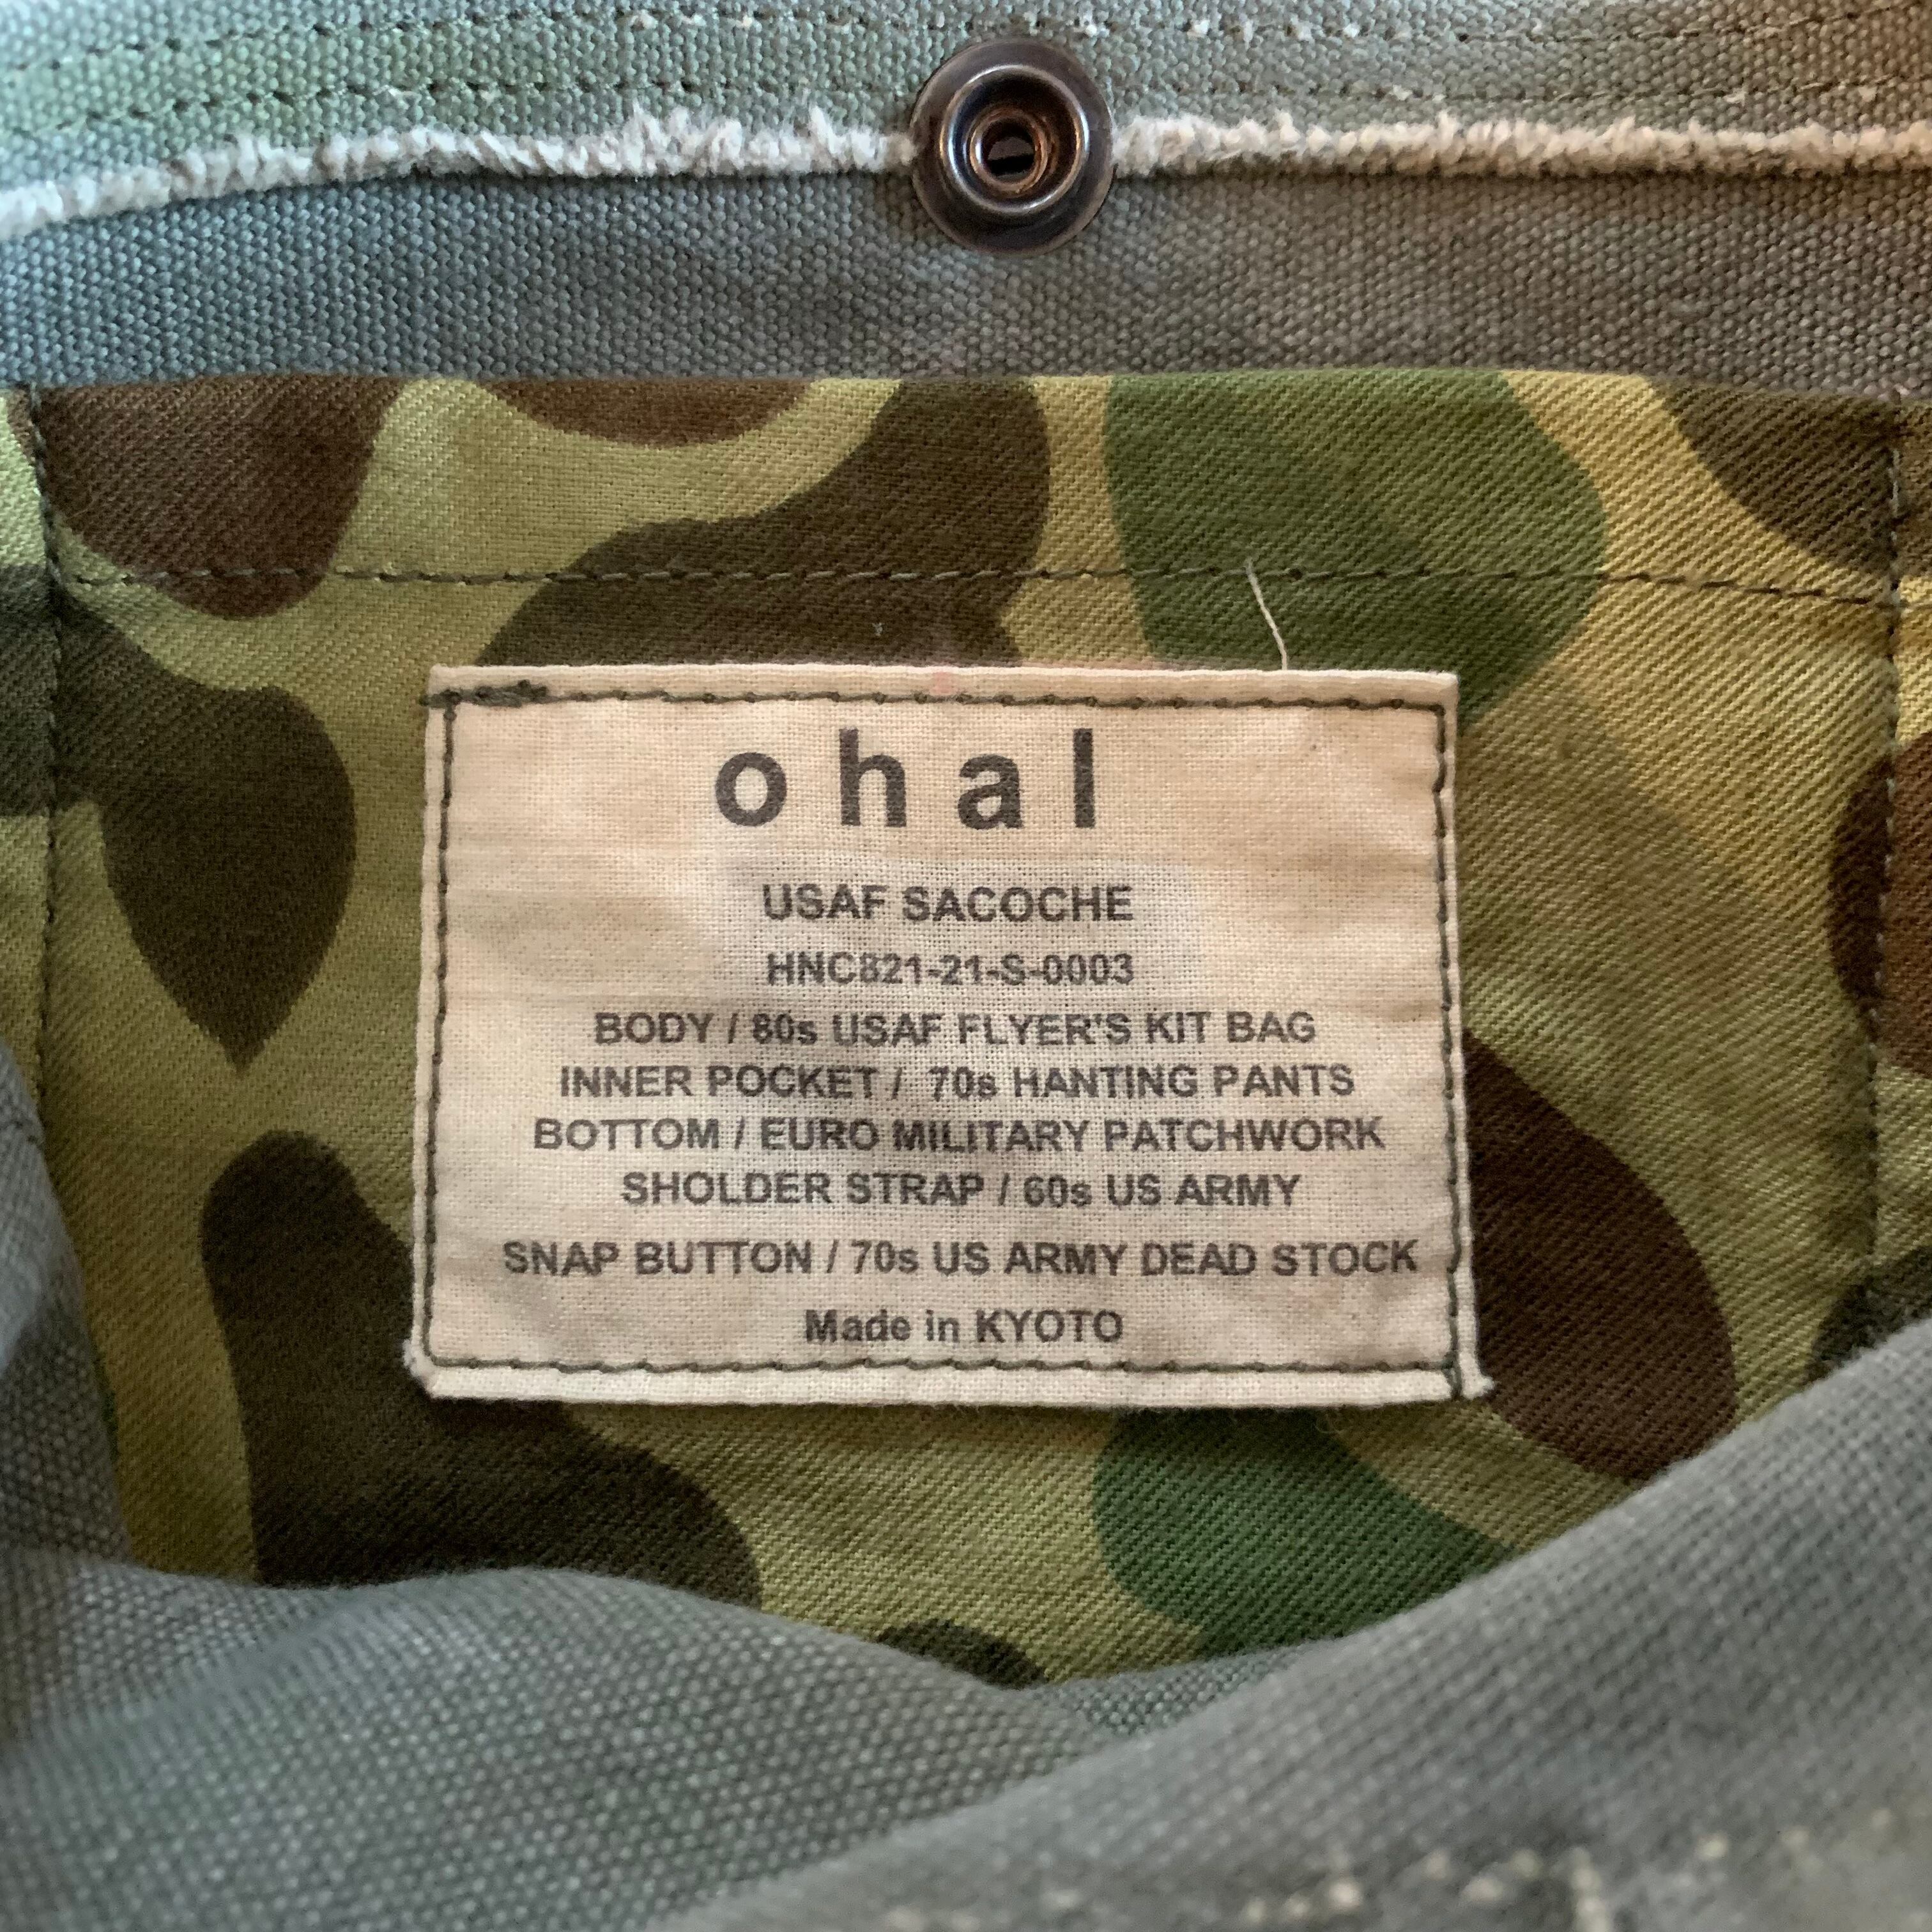 ohal
USAF SACOCHE
HNC821-21-S-0003
BODY / 80s USAF FLYER'S KIT BAG
INNER POCKET / 70s HANTING PANTS
BOTTOM / EURO MILITARY PATCHWORK
SHOLDER STRAP / 60s US ARMY
SNAP BUTTON / 70s US ARMY DEAD STOCK
Made in KYOTO